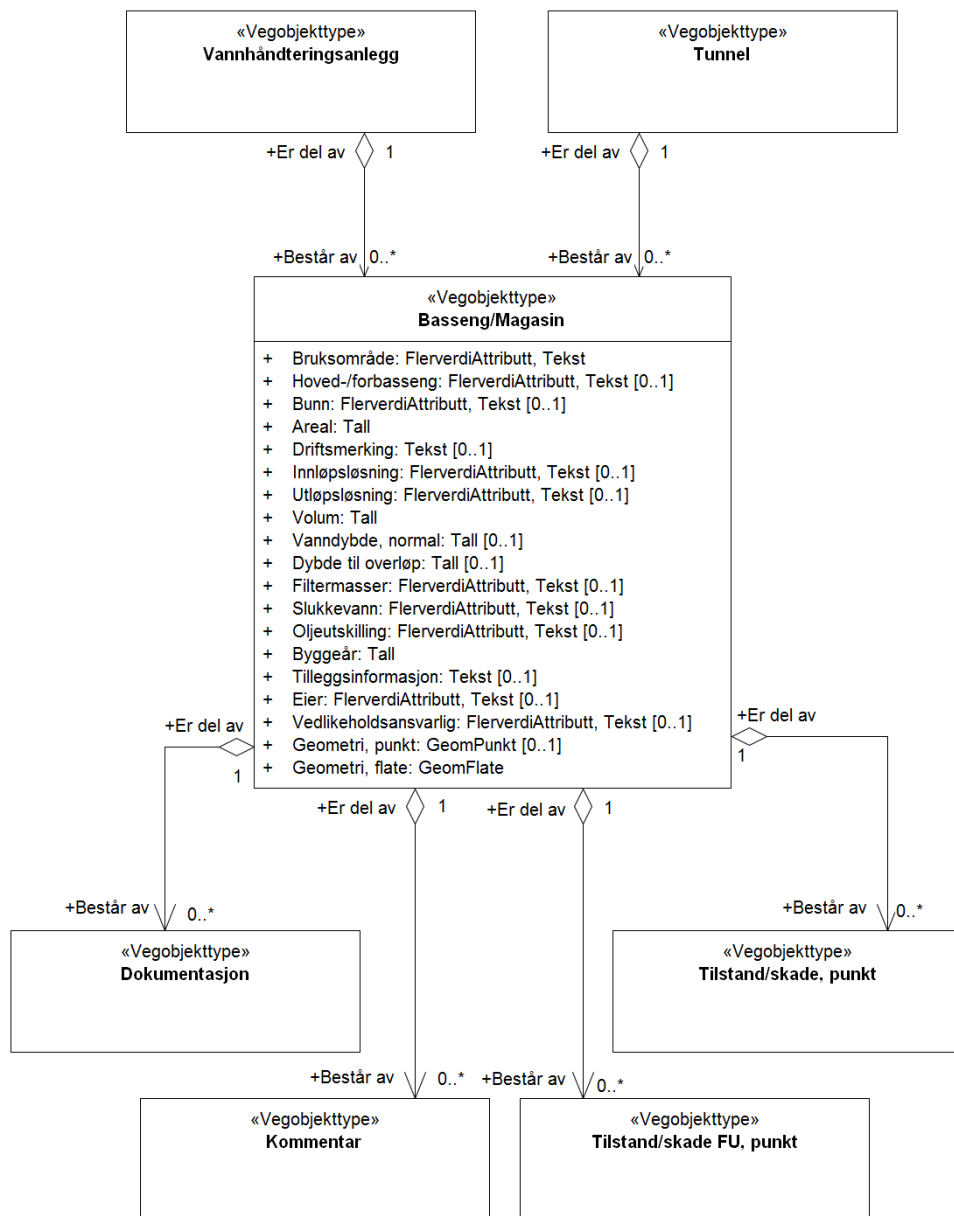 «Vegobjekttype»
Vannhåndteringsanlegg
«Vegobjekttype»
Tunnel
+Er del av 1
+Er del av 1
+Består av 0..*
+Består av 0..*
«Vegobjekttype»
Basseng/Magasin
+ Bruksområde: FlerverdiAttributt, Tekst
+ Hoved-/forbasseng: FlerverdiAttributt, Tekst [0..1]
+ Bunn: FlerverdiAttributt, Tekst [0..1]
+ Areal: Tall
+ Driftsmerking: Tekst [0..1]
+ Innløpsløsning: FlerverdiAttributt, Tekst [0..1]
+ Utløpsløsning: FlerverdiAttributt, Tekst [0..1]
+ Volum: Tall
+ Vanndybde, normal: Tall [0..1]
+ Dybde til overløp: Tall [0..1]
+ Filtermasser: FlerverdiAttributt, Tekst [0..1]
+ Slukkevann: FlerverdiAttributt, Tekst [0..1]
+ Oljeutskilling: FlerverdiAttributt, Tekst [0..1]
+ Byggeår: Tall
+ Tilleggsinformasjon: Tekst [0..1]
+ Eier: FlerverdiAttributt, Tekst [0..1]
+ Vedlikeholdsansvarlig: FlerverdiAttributt, Tekst [0..1]
+ Geometri, punkt: GeomPunkt [0..1]
+ Geometri, flate: GeomFlate
+Er del av
1
+Er del av
1
+Er del av 1
+Er del av 1
+Består av 0..*
+Består av 0..*
«Vegobjekttype»
Dokumentasjon
«Vegobjekttype»
Tilstand/skade, punkt
+Består av 0..*
+Består av 0..*
«Vegobjekttype»
Kommentar
«Vegobjekttype»
Tilstand/skade FU, punkt